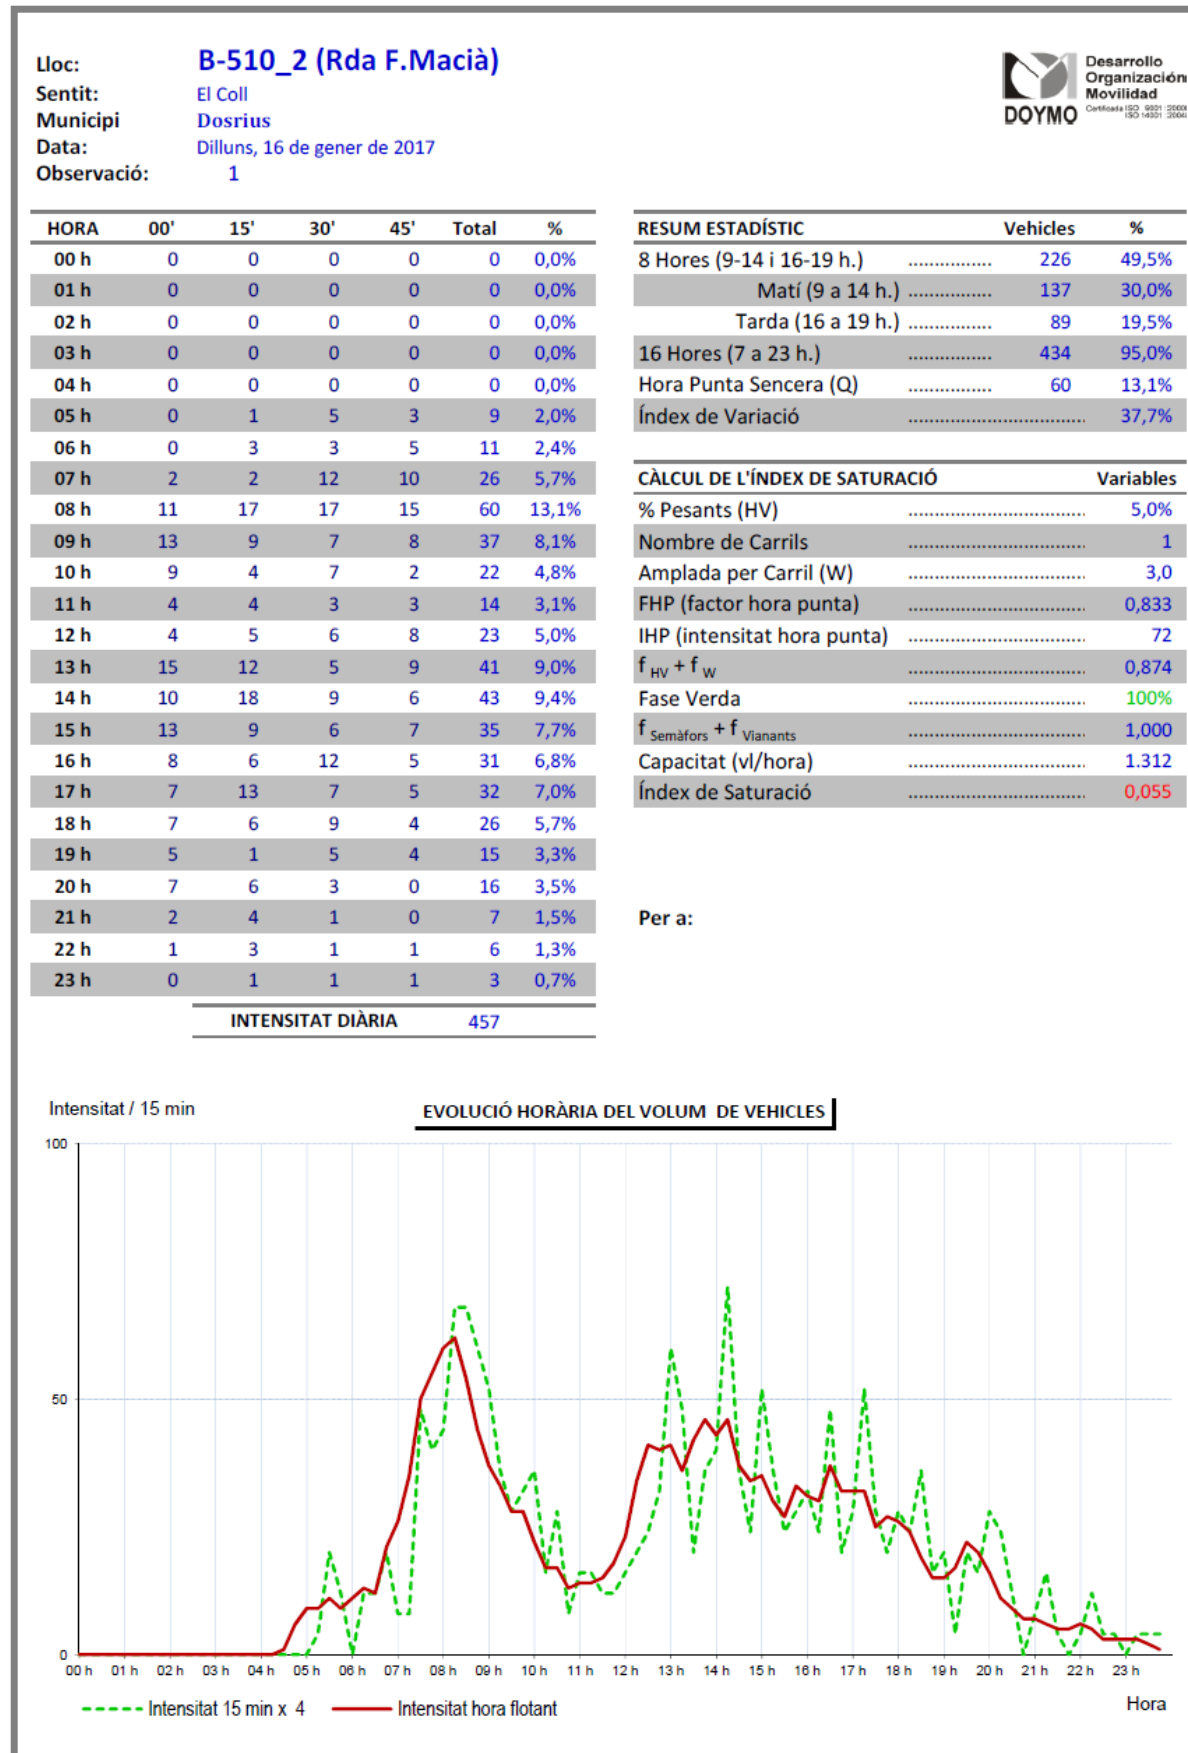 Lloc: B-510_2 (Rda F.Macià)
Sentit: El Coll
Municipi Dosrius
Data: Dilluns, 16 de gener de 2017
Observació: 1
Desarrollo
Organización
Movilidad
DOYMO
HORA 00' 15' 30' 45' Total %
00 h 0 0 0 0 0 0,0%
01 h 0 0 0 0 0 0,0%
02 h 0 0 0 0 0 0,0%
03 h 0 0 0 0 0 0,0%
04 h 0 0 0 0 0 0,0%
05 h 0 1 5 3 9 2,0%
06 h 0 3 3 5 11 2,4%
07 h 2 2 12 10 26 5,7%
08 h 11 17 17 15 60 13,1%
09 h 13 9 7 8 37 8,1%
10 h 9 4 7 2 22 4,8%
11 h 4 4 3 3 14 3,1%
12 h 4 5 6 8 23 5,0%
13 h 15 12 5 9 41 9,0%
14 h 10 18 9 6 43 9,4%
15 h 13 9 6 7 35 7,7%
16 h 8 6 12 5 31 6,8%
17 h 7 13 7 5 32 7,0%
18 h 7 6 9 4 26 5,7%
19 h 5 1 5 4 15 3,3%
20 h 7 6 3 0 16 3,5%
21 h 2 4 1 0 7 1,5%
22 h 1 3 1 1 6 1,3%
23 h 0 1 1 1 3 0,7%
INTENSITAT DIÀRIA 457
RESUM ESTADÍSTIC Vehicles %
8 Hores (9-14 i 16-19 h.) ................ 226 49,5%
Matí (9 a 14 h.) ................ 137 30,0%
Tarda (16 a 19 h.) ................ 89 19,5%
16 Hores (7 a 23 h.) ................ 434 95,0%
Hora Punta Sencera (Q) ................ 60 13,1%
Índex de Variació ................................. 37,7%
CÀLCUL DE L'ÍNDEX DE SATURACIÓ Variables
% Pesants (HV) ................................. 5,0%
Nombre de Carrils ................................. 1
Amplada per Carril (W) ................................. 3,0
FHP (factor hora punta) ................................. 0,833
IHP (intensitat hora punta) ................................. 72
f HV + f W ................................. 0,874
Fase Verda ................................. 100%
f Semàfors + f Vianants ................................. 1,000
Capacitat (vl/hora) ................................. 1.312
Índex de Saturació ................................. 0,055
Per a:
Intensitat / 15 min
EVOLUCIÓ HORÀRIA DEL VOLUM DE VEHICLES
100
50
0
00 h 01 h 02 h 03 h 04 h 05 h 06 h 07 h 08 h 09 h 10 h 11 h 12 h 13 h 14 h 15 h 16 h 17 h 18 h 19 h 20 h 21 h 22 h 23 h
Intensitat 15 min x 4 Intensitat hora flotant
Hora